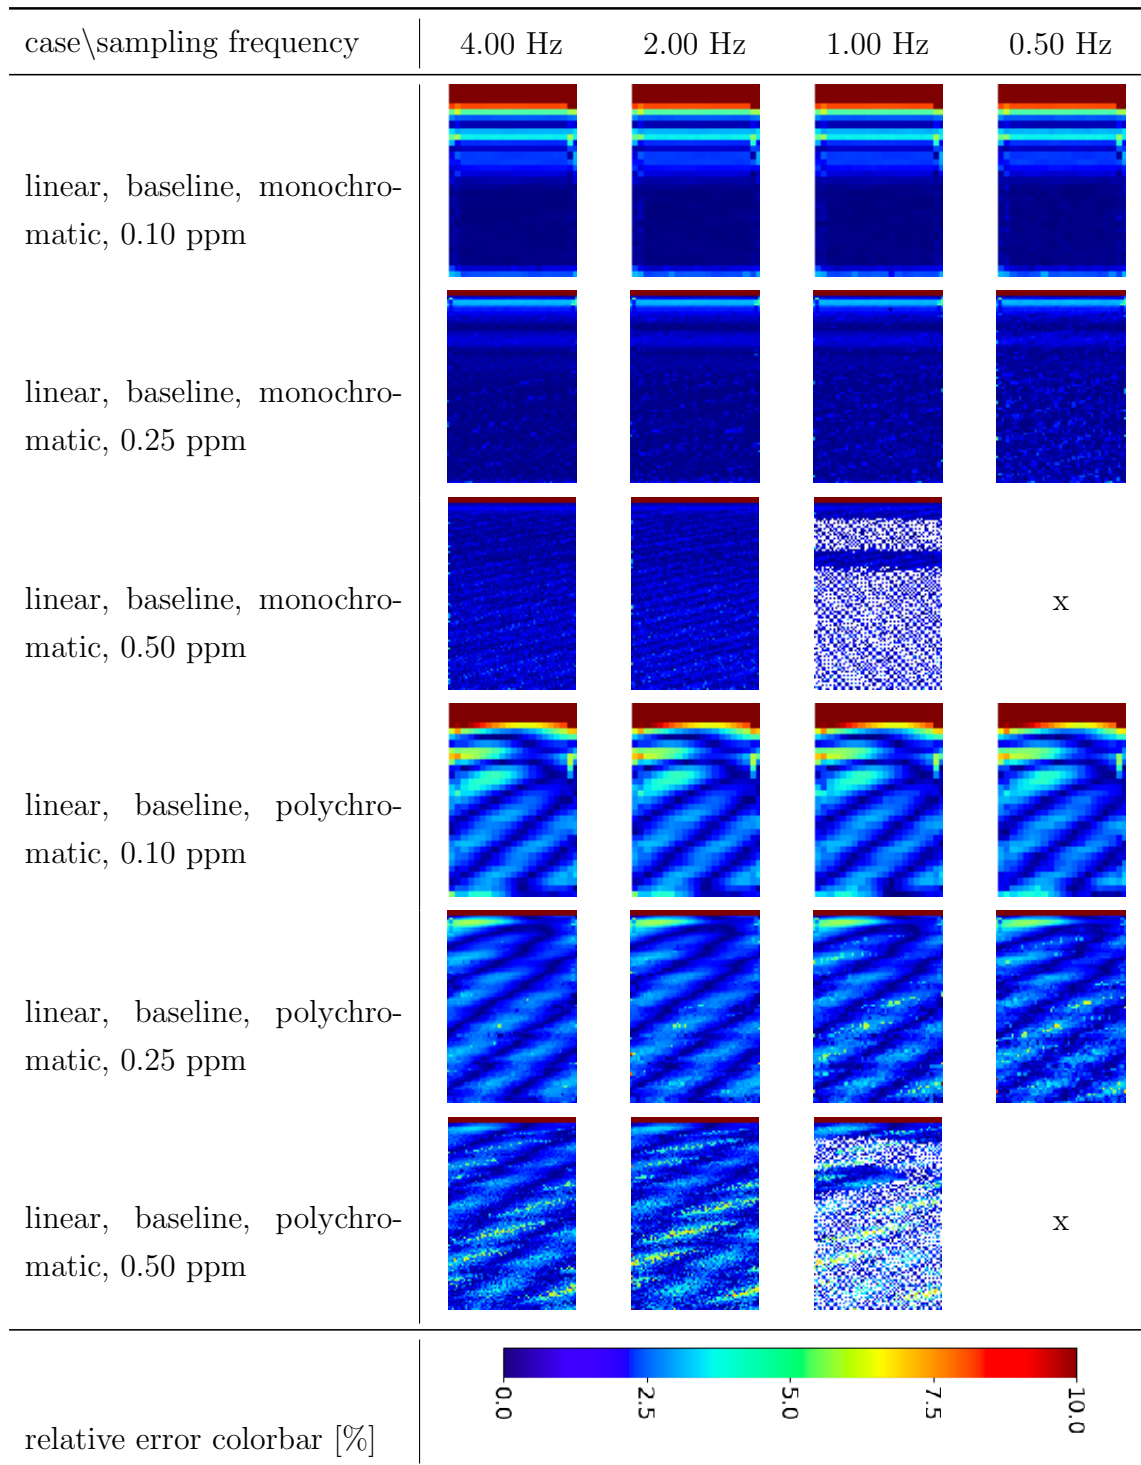 case\sampling frequency 4.00 Hz 2.00 Hz 1.00 Hz 0.50 Hz
linear, baseline, monochro-
matic, 0.10 ppm
linear, baseline, monochro-
matic, 0.25 ppm
linear, baseline, monochro-
matic, 0.50 ppm
x
linear, baseline, polychro-
matic, 0.10 ppm
linear, baseline, polychro-
matic, 0.25 ppm
linear, baseline, polychro-
matic, 0.50 ppm
x
0.0 2.5 5.0 7.5 10.0
relative error colorbar [%]